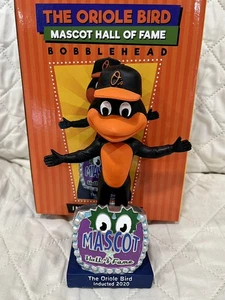 THE ORIOLE BIRD
MASCOT HALL OF FAME
BOBBLEHEAD
MASCOT
Hall of Fame
The Oriole Bird
Inducted 2020